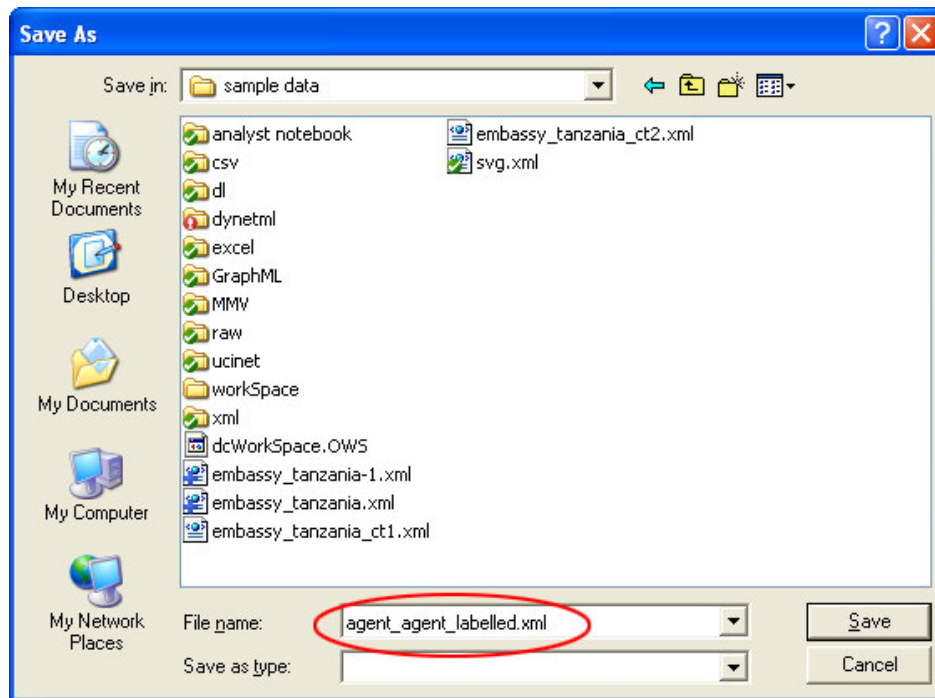 Save As
Save in: sample data
My Recent
Documents
Desktop
My Documents
My Computer
My Network
Places
analyst notebook
csv
dl
dynetml
excel
GraphML
MMV
raw
ucinet
workSpace
xml
dcWorkSpace.OWS
embassy_tanzania-1.xml
embassy_tanzania.xml
embassy_tanzania_ct1.xml
embassy_tanzania_ct2.xml
svg.xml
File name: agent_agent_labelled.xml Save
Save as type: Cancel